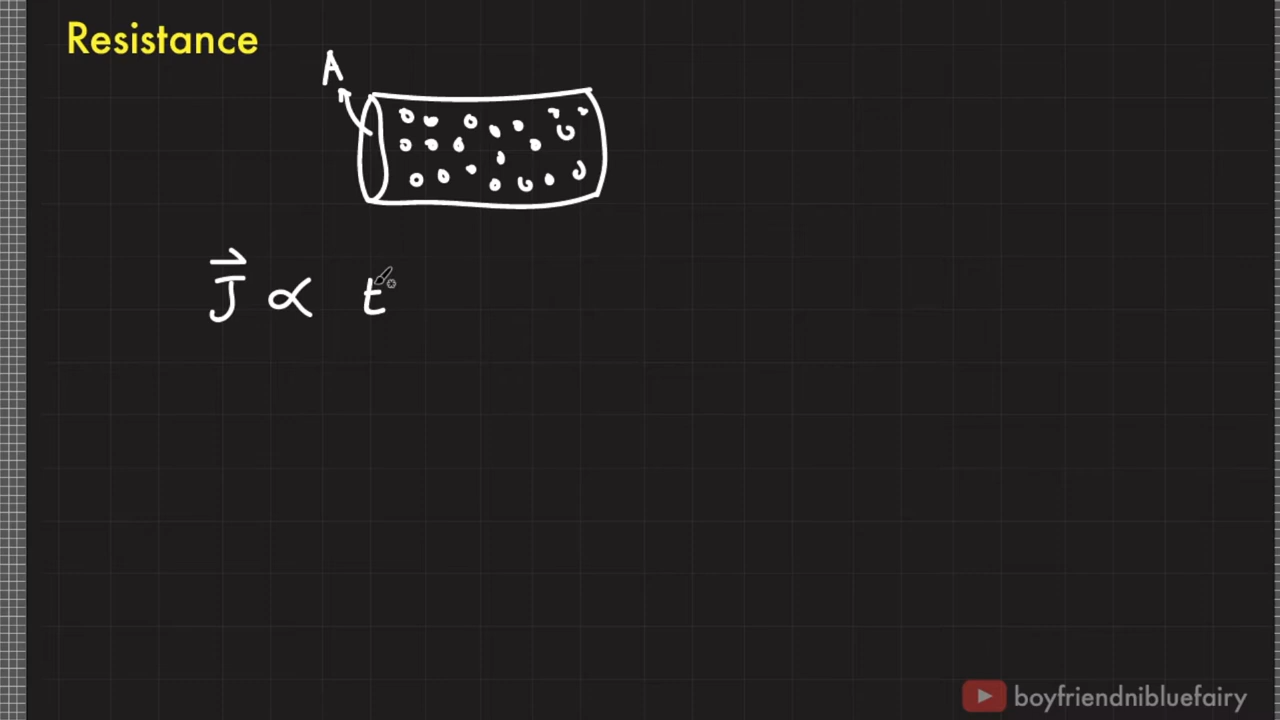 Resistance
A
J⃗ ∝ t
boyfriendnibluefairy